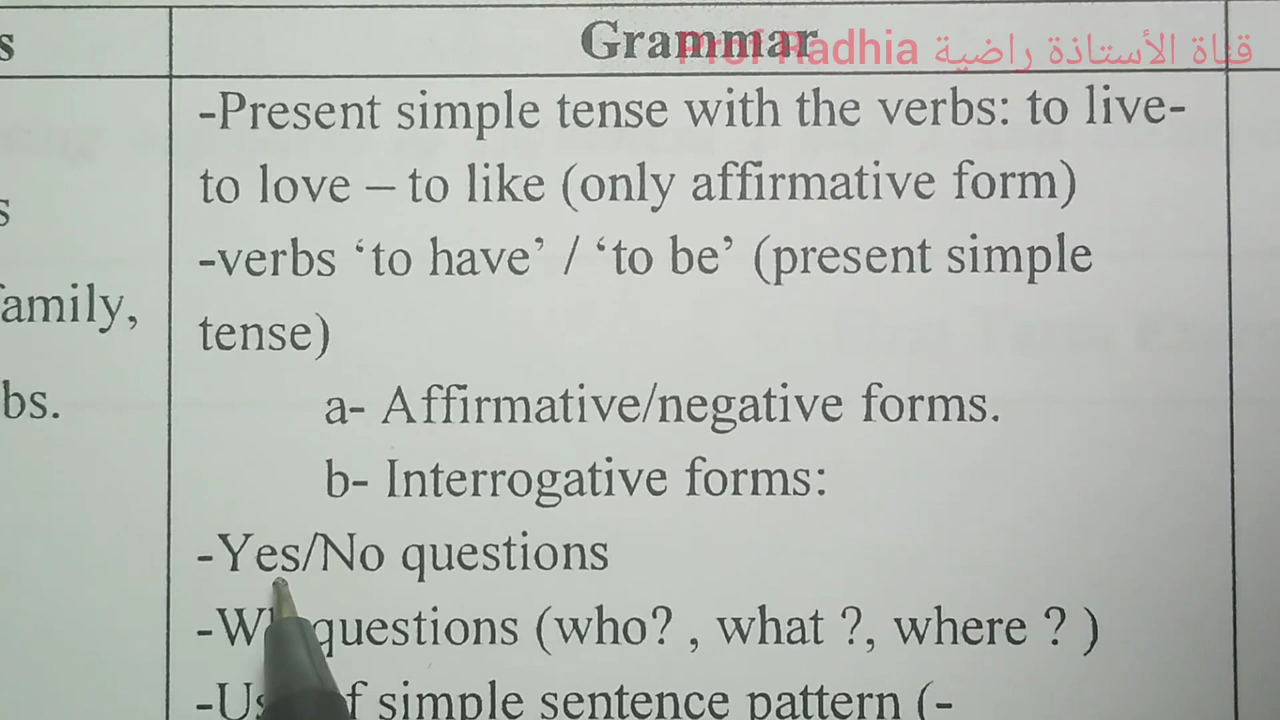 s
Grammar
Prof Radhia قناة الأستاذة راضية
-Present simple tense with the verbs: to live-
to love – to like (only affirmative form)
s
-verbs ‘to have’ / ‘to be’ (present simple
family,
tense)
bs.
a- Affirmative/negative forms.
b- Interrogative forms:
-Yes/No questions
questions (who? , what ?, where ? )
simple sentence pattern (-